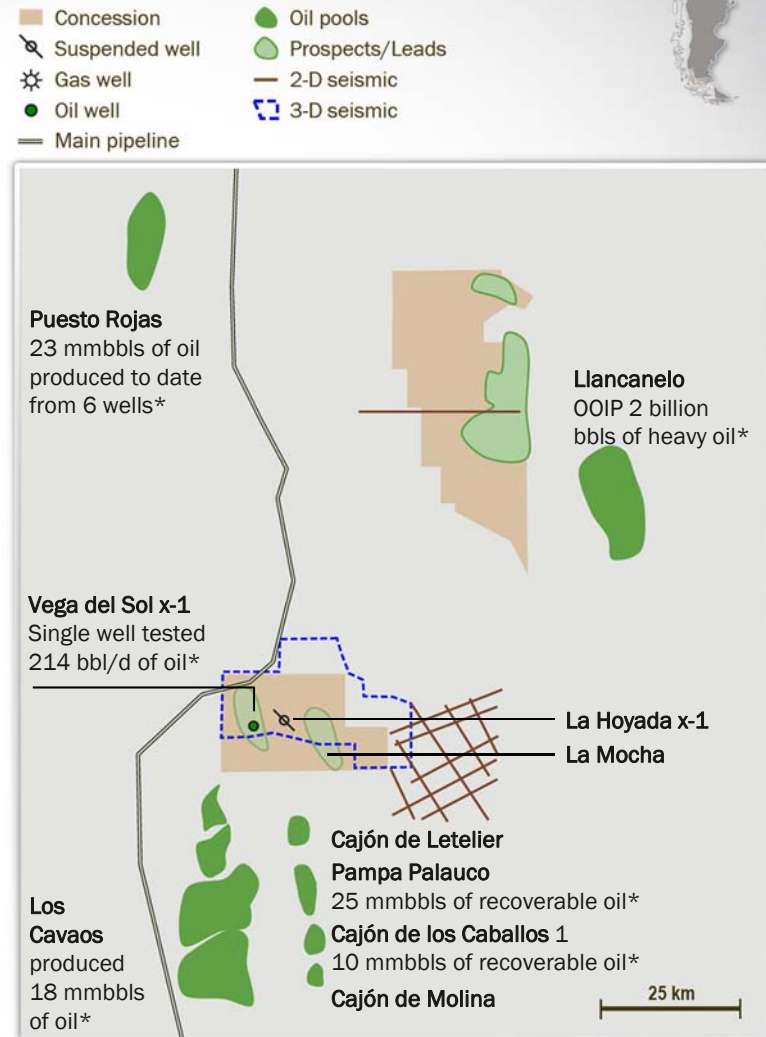 Concession
Suspended well
Gas well
Oil well
Main pipeline
Oil pools
Prospects/Leads
2-D seismic
3-D seismic
Puesto Rojas
23 mmbbls of oil
produced to date
from 6 wells*
Llancanelo
OOIP 2 billion
bbls of heavy oil*
Vega del Sol x-1
Single well tested
214 bbl/d of oil*
La Hoyada x-1
La Mocha
Cajón de Letelier
Pampa Palauco
25 mmbbls of recoverable oil*
Cajón de los Caballos 1
10 mmbbls of recoverable oil*
Cajón de Molina
Los
Cavaos
produced
18 mmbbls
of oil*
25 km